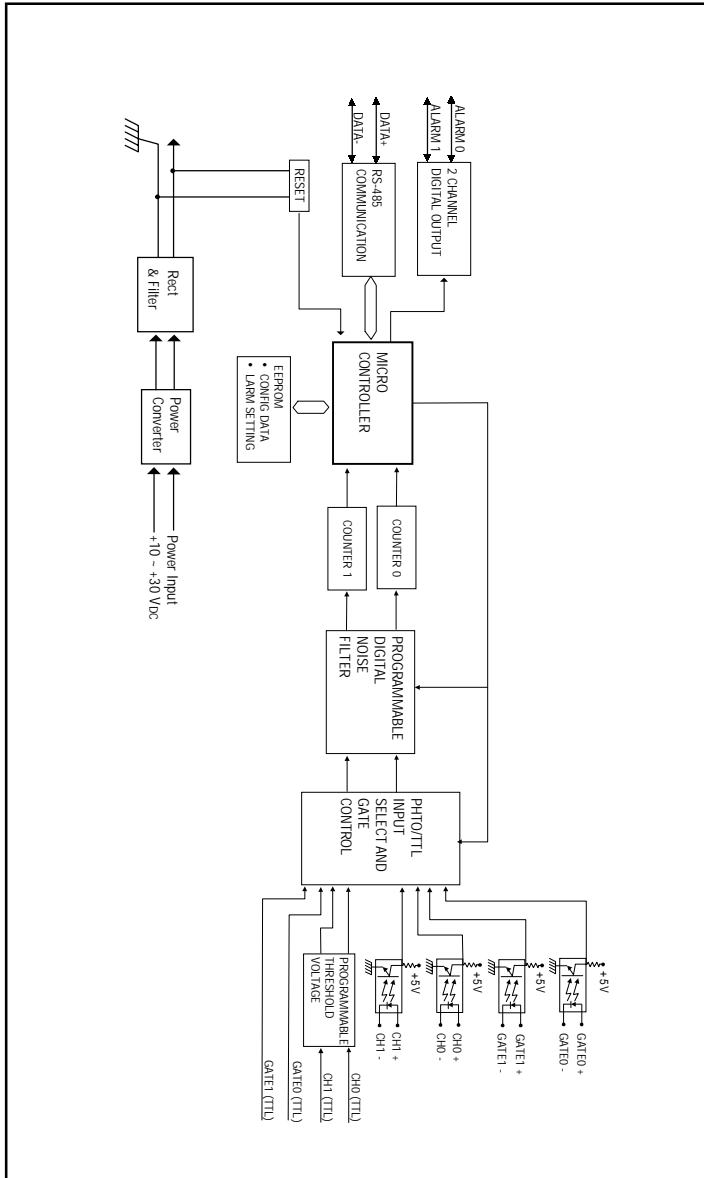 ALARM 0
ALARM 1
2 CHANNEL
DIGITAL OUTPUT
DATA+
DATA-
RS-485
COMMUNICATION
RESET
Rect
& Filter
Power
Converter
Power Input
+10 ~ +30 VDC
MICRO
CONTROLLER
EEPROM
• CONFIG DATA
• LARM SETTING
COUNTER 0
COUNTER 1
PROGRAMMABLE
DIGITAL
NOISE
FILTER
PHTO/TTL
INPUT
SELECT AND
GATE
CONTROL
+5V
GATE0 +
GATE0 -
+5V
GATE1 +
GATE1 -
+5V
CH0 +
CH0 -
+5V
CH1 +
CH1 -
PROGRAMMABLE
THRESHOLD
VOLTAGE
CH0 (TTL)
CH1 (TTL)
GATE0 (TTL)
GATE1 (TTL)